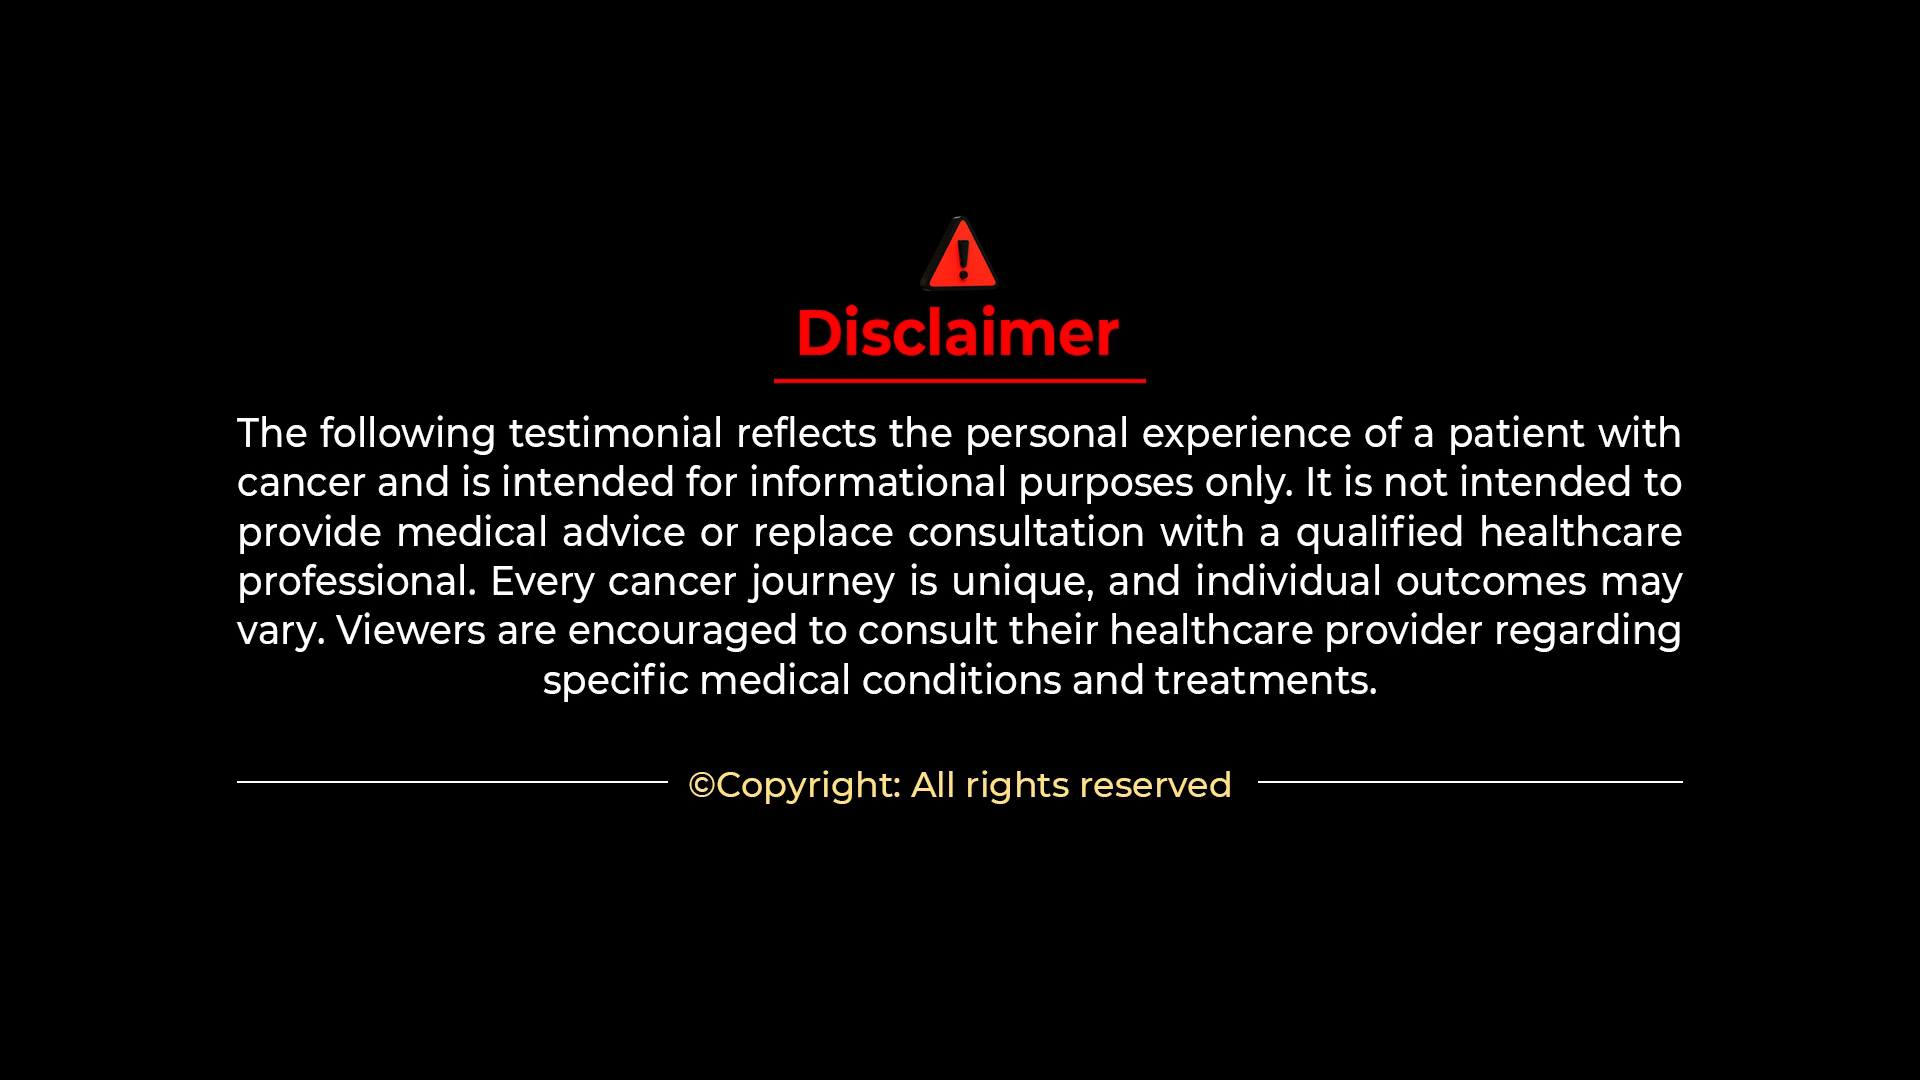 Disclaimer
The following testimonial reflects the personal experience of a patient with
cancer and is intended for informational purposes only. It is not intended to
provide medical advice or replace consultation with a qualified healthcare
professional. Every cancer journey is unique, and individual outcomes may
vary. Viewers are encouraged to consult their healthcare provider regarding
specific medical conditions and treatments.
©Copyright: All rights reserved